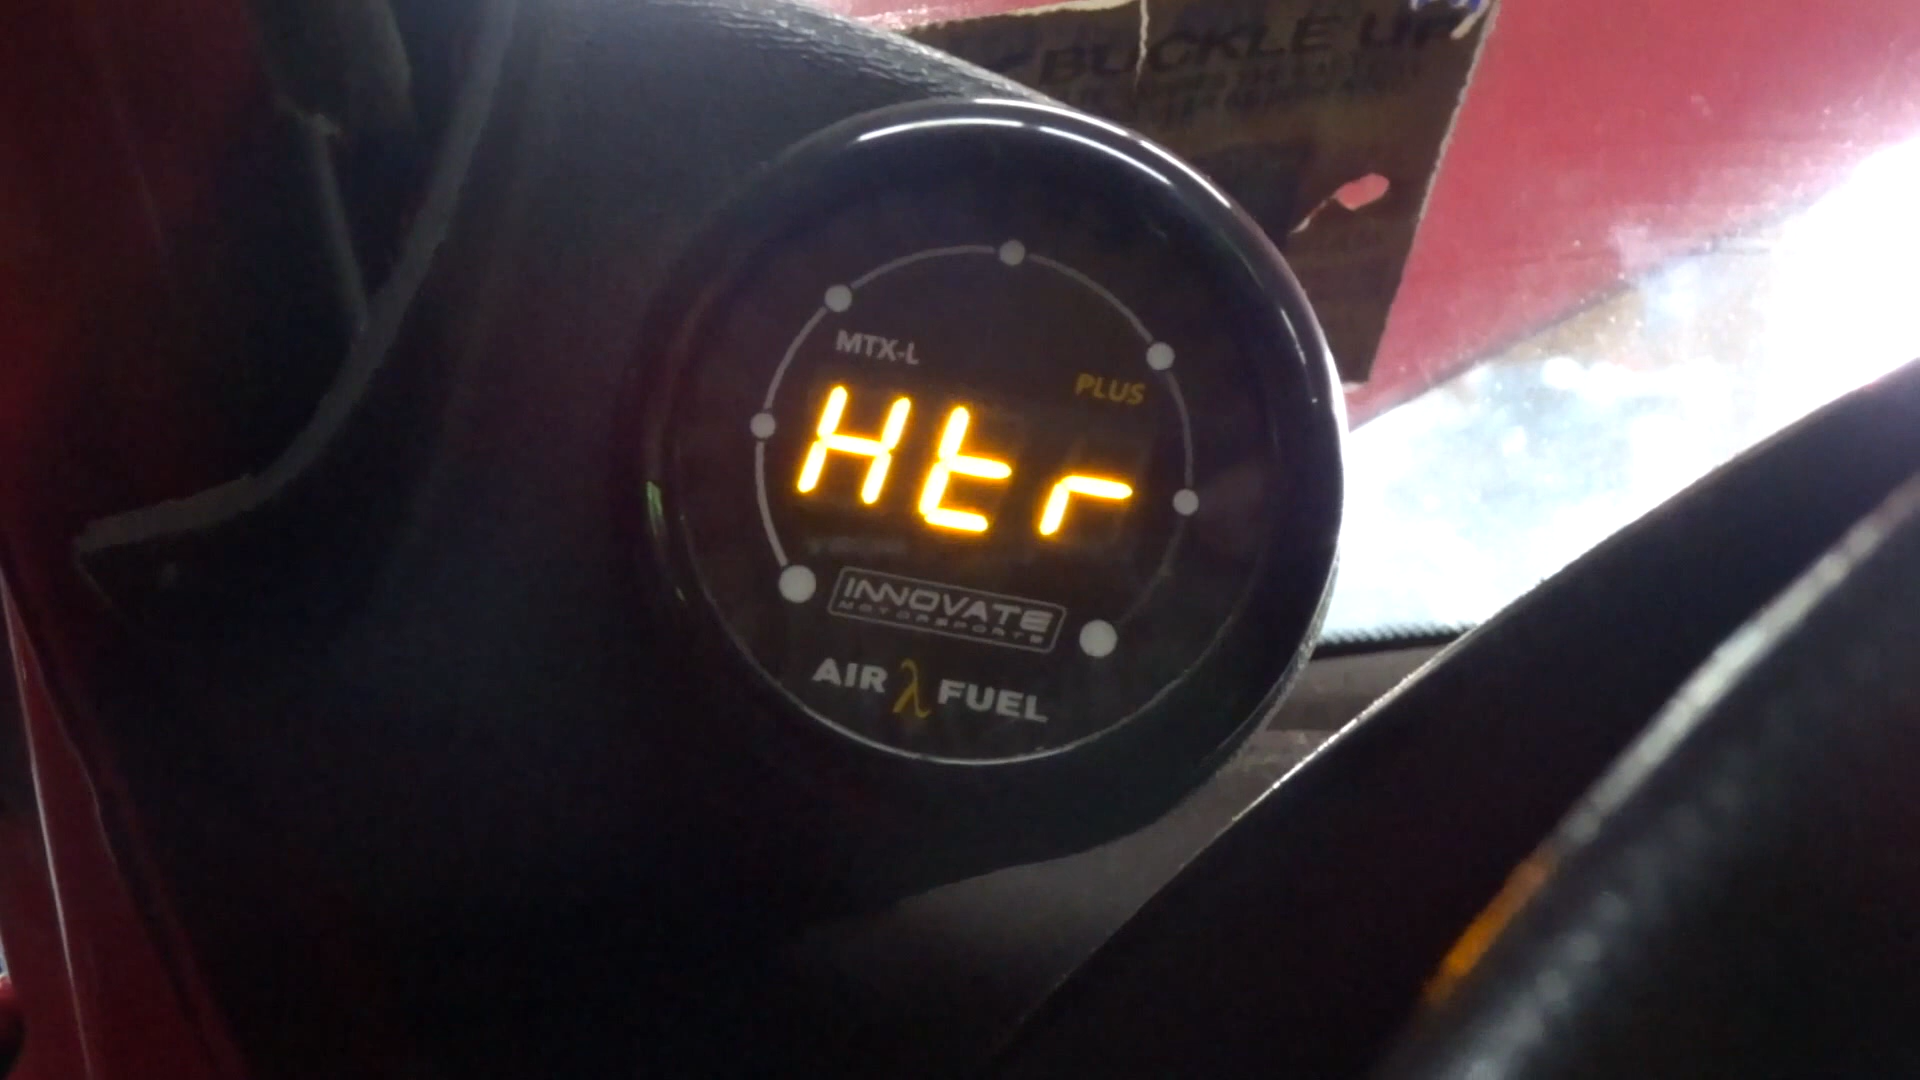 BUCKLE UP
MTX-L
PLUS
Htr
INNOVATE
MOTORSPORTS
AIR λ FUEL